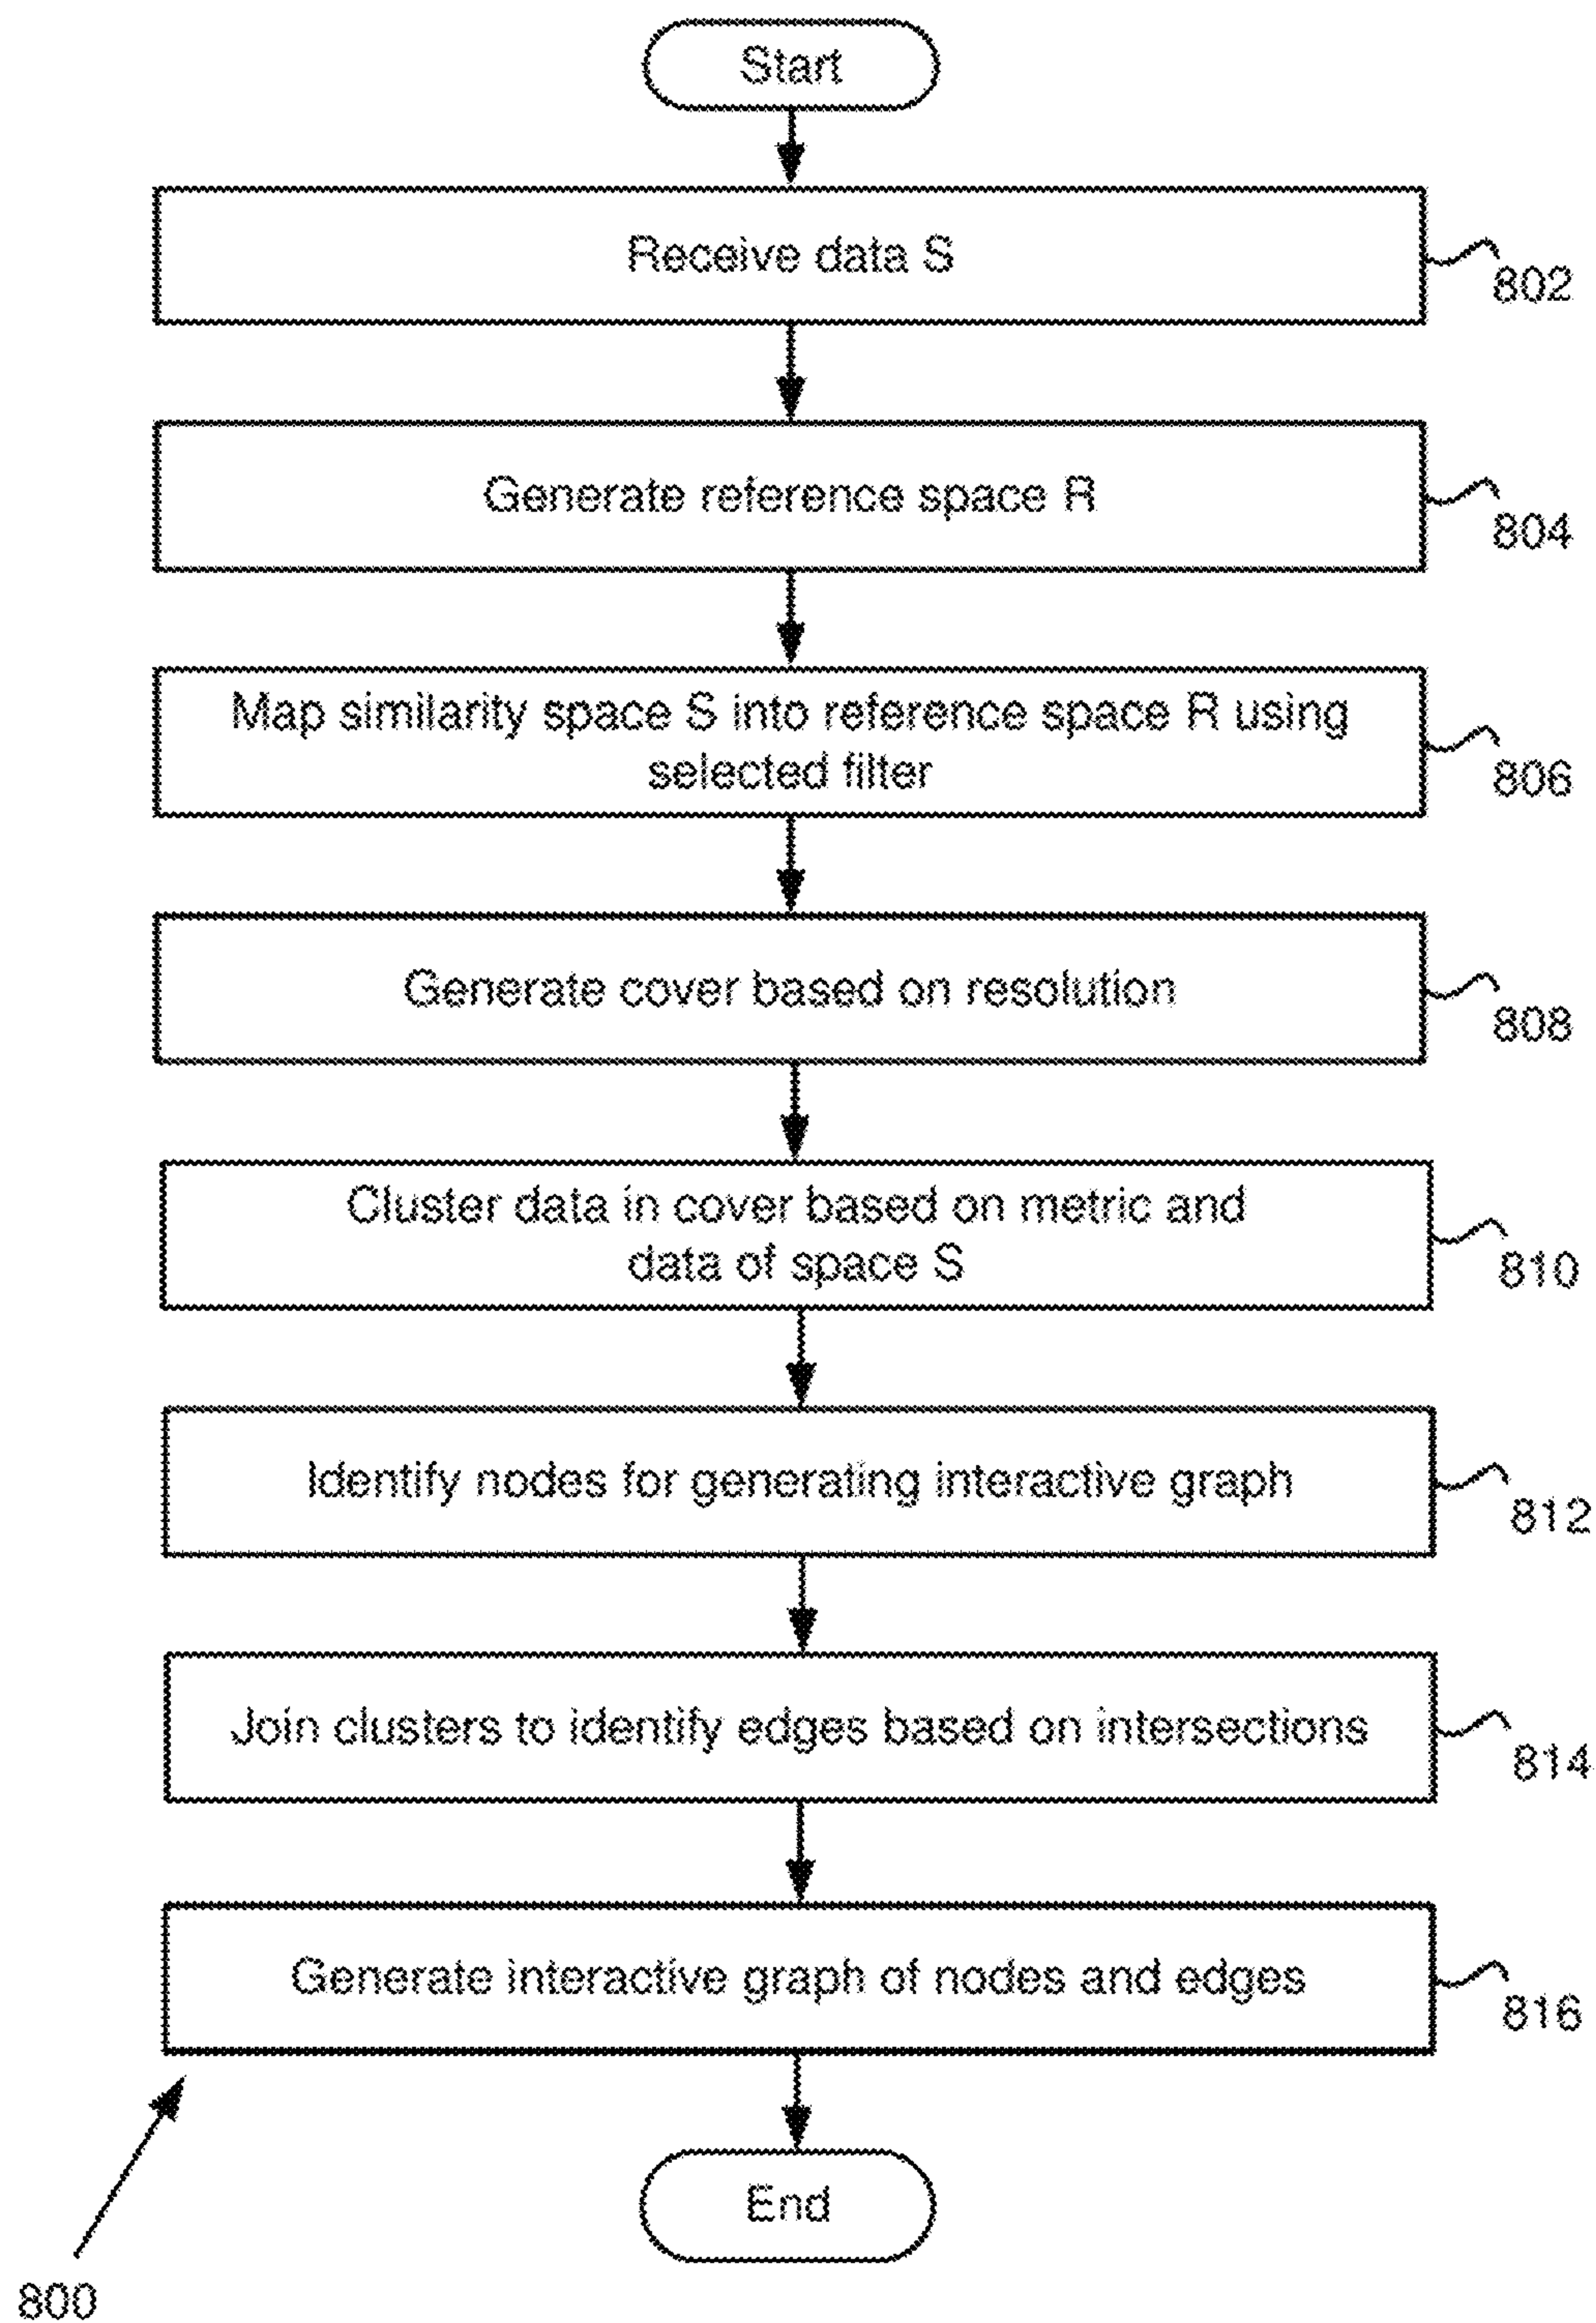 Start
Receive data S
802
Generate reference space R
804
Map similarity space S into reference space R using
selected filter
806
Generate cover based on resolution
808
Cluster data in cover based on metric and
data of space S
810
Identify nodes for generating interactive graph
812
Join clusters to identify edges based on intersections
814
Generate interactive graph of nodes and edges
816
End
800